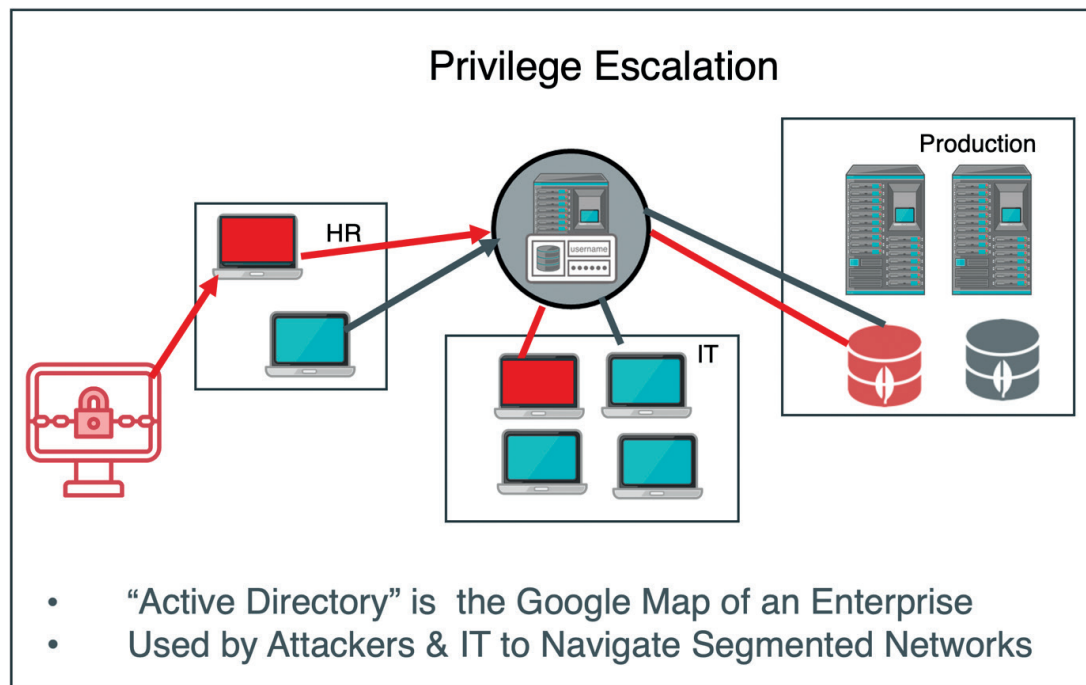 Privilege Escalation
Production
HR
username
IT
• “Active Directory” is the Google Map of an Enterprise
• Used by Attackers & IT to Navigate Segmented Networks